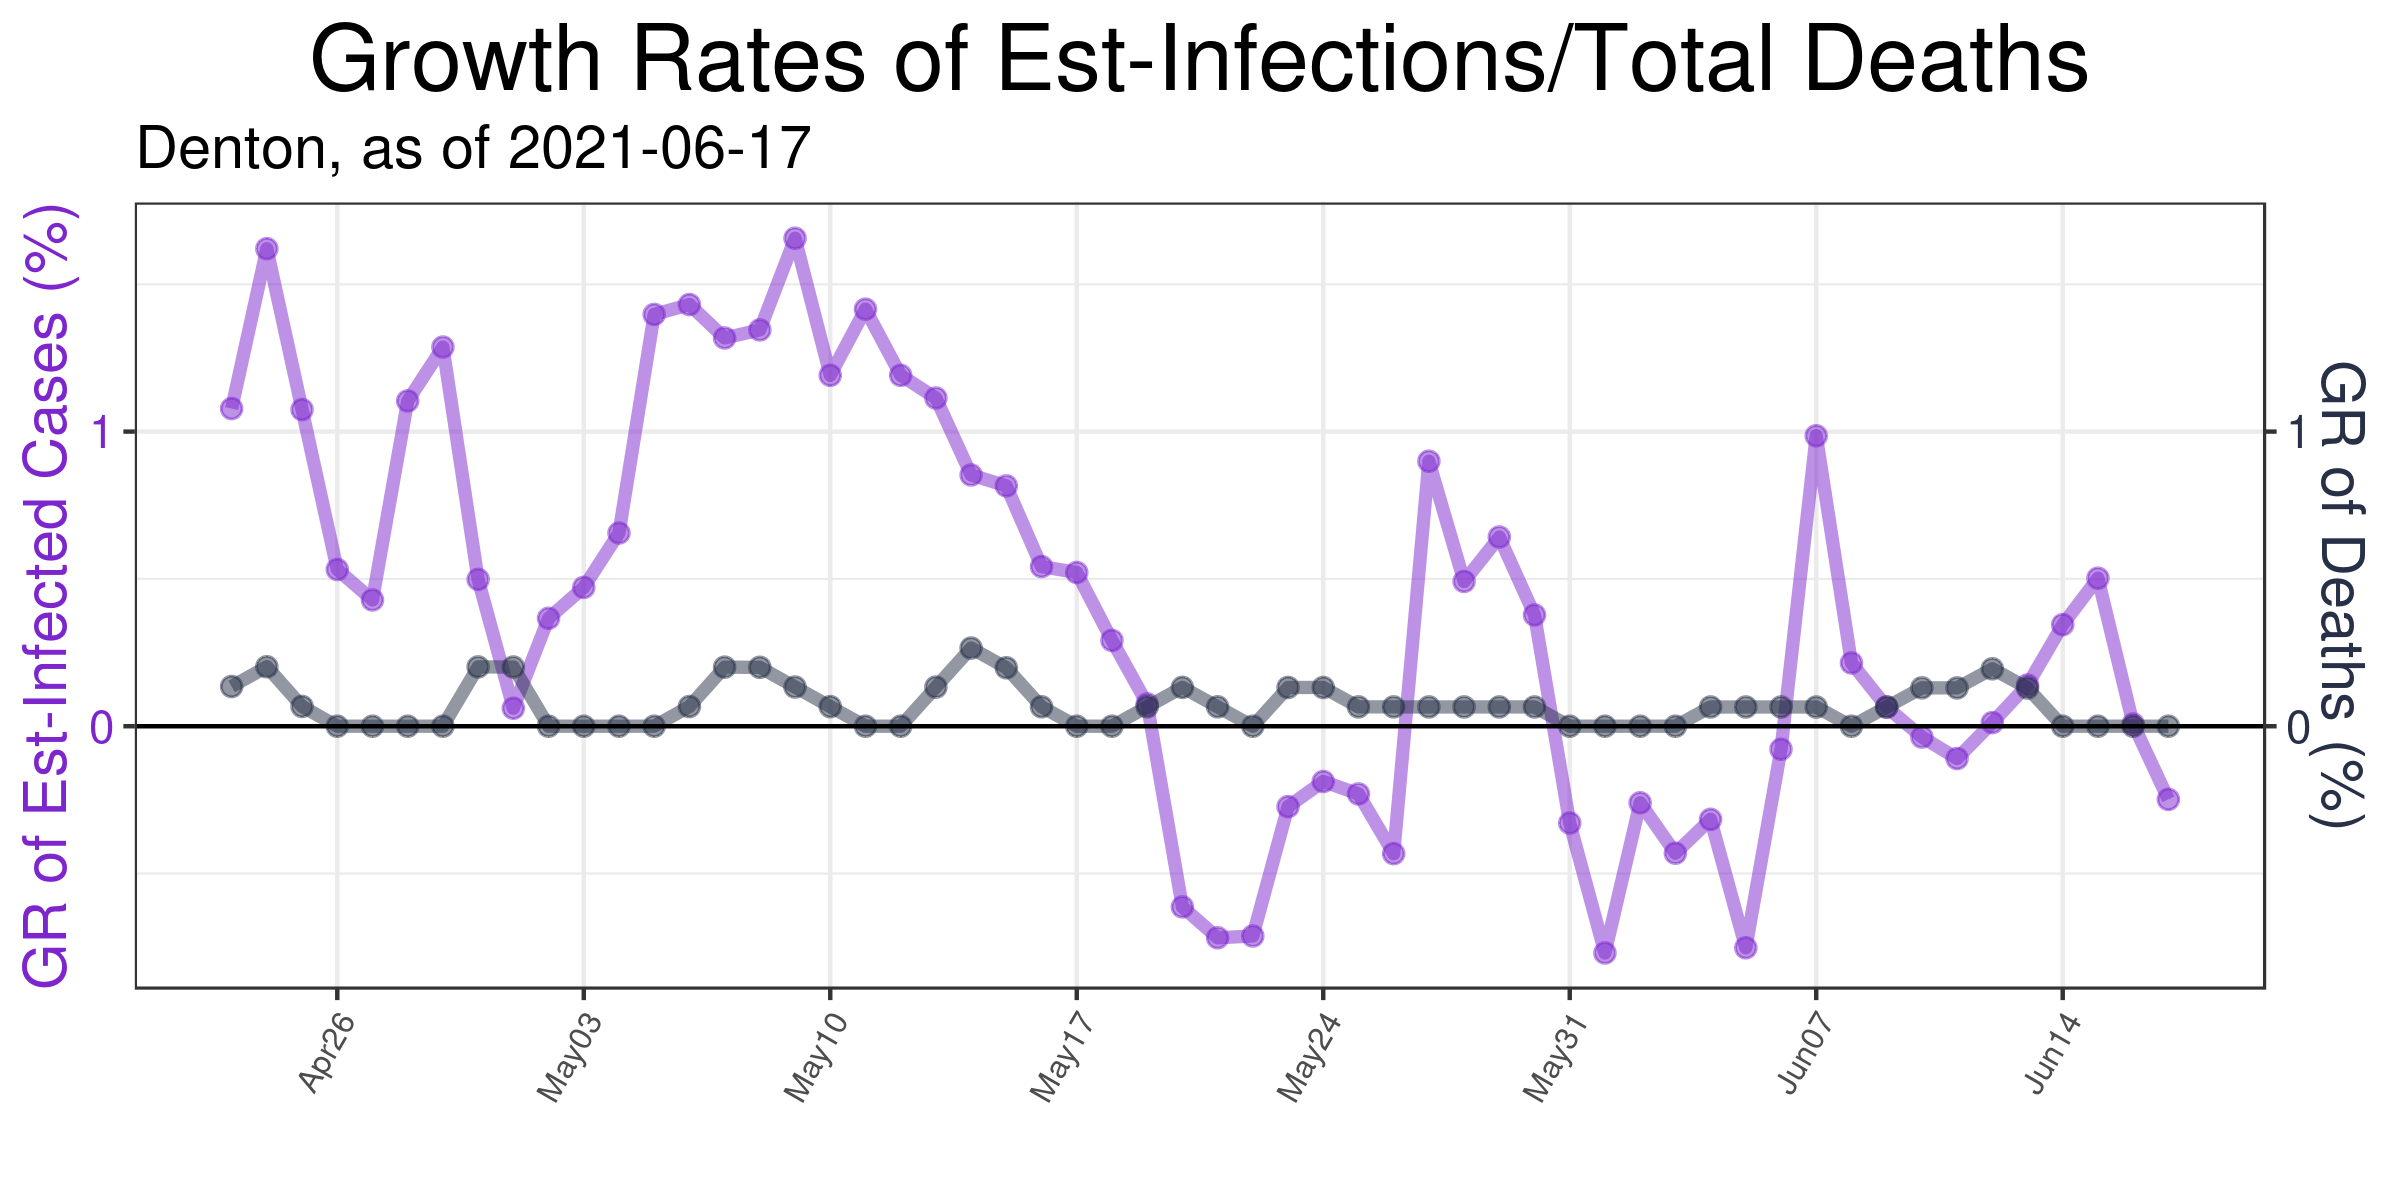 Growth Rates of Est-Infections/Total Deaths
Denton, as of 2021-06-17
GR of Est-Infected Cases (%)
1
0
1
0
GR of Deaths (%)
Apr26
May03
May10
May17
May24
May31
Jun07
Jun14